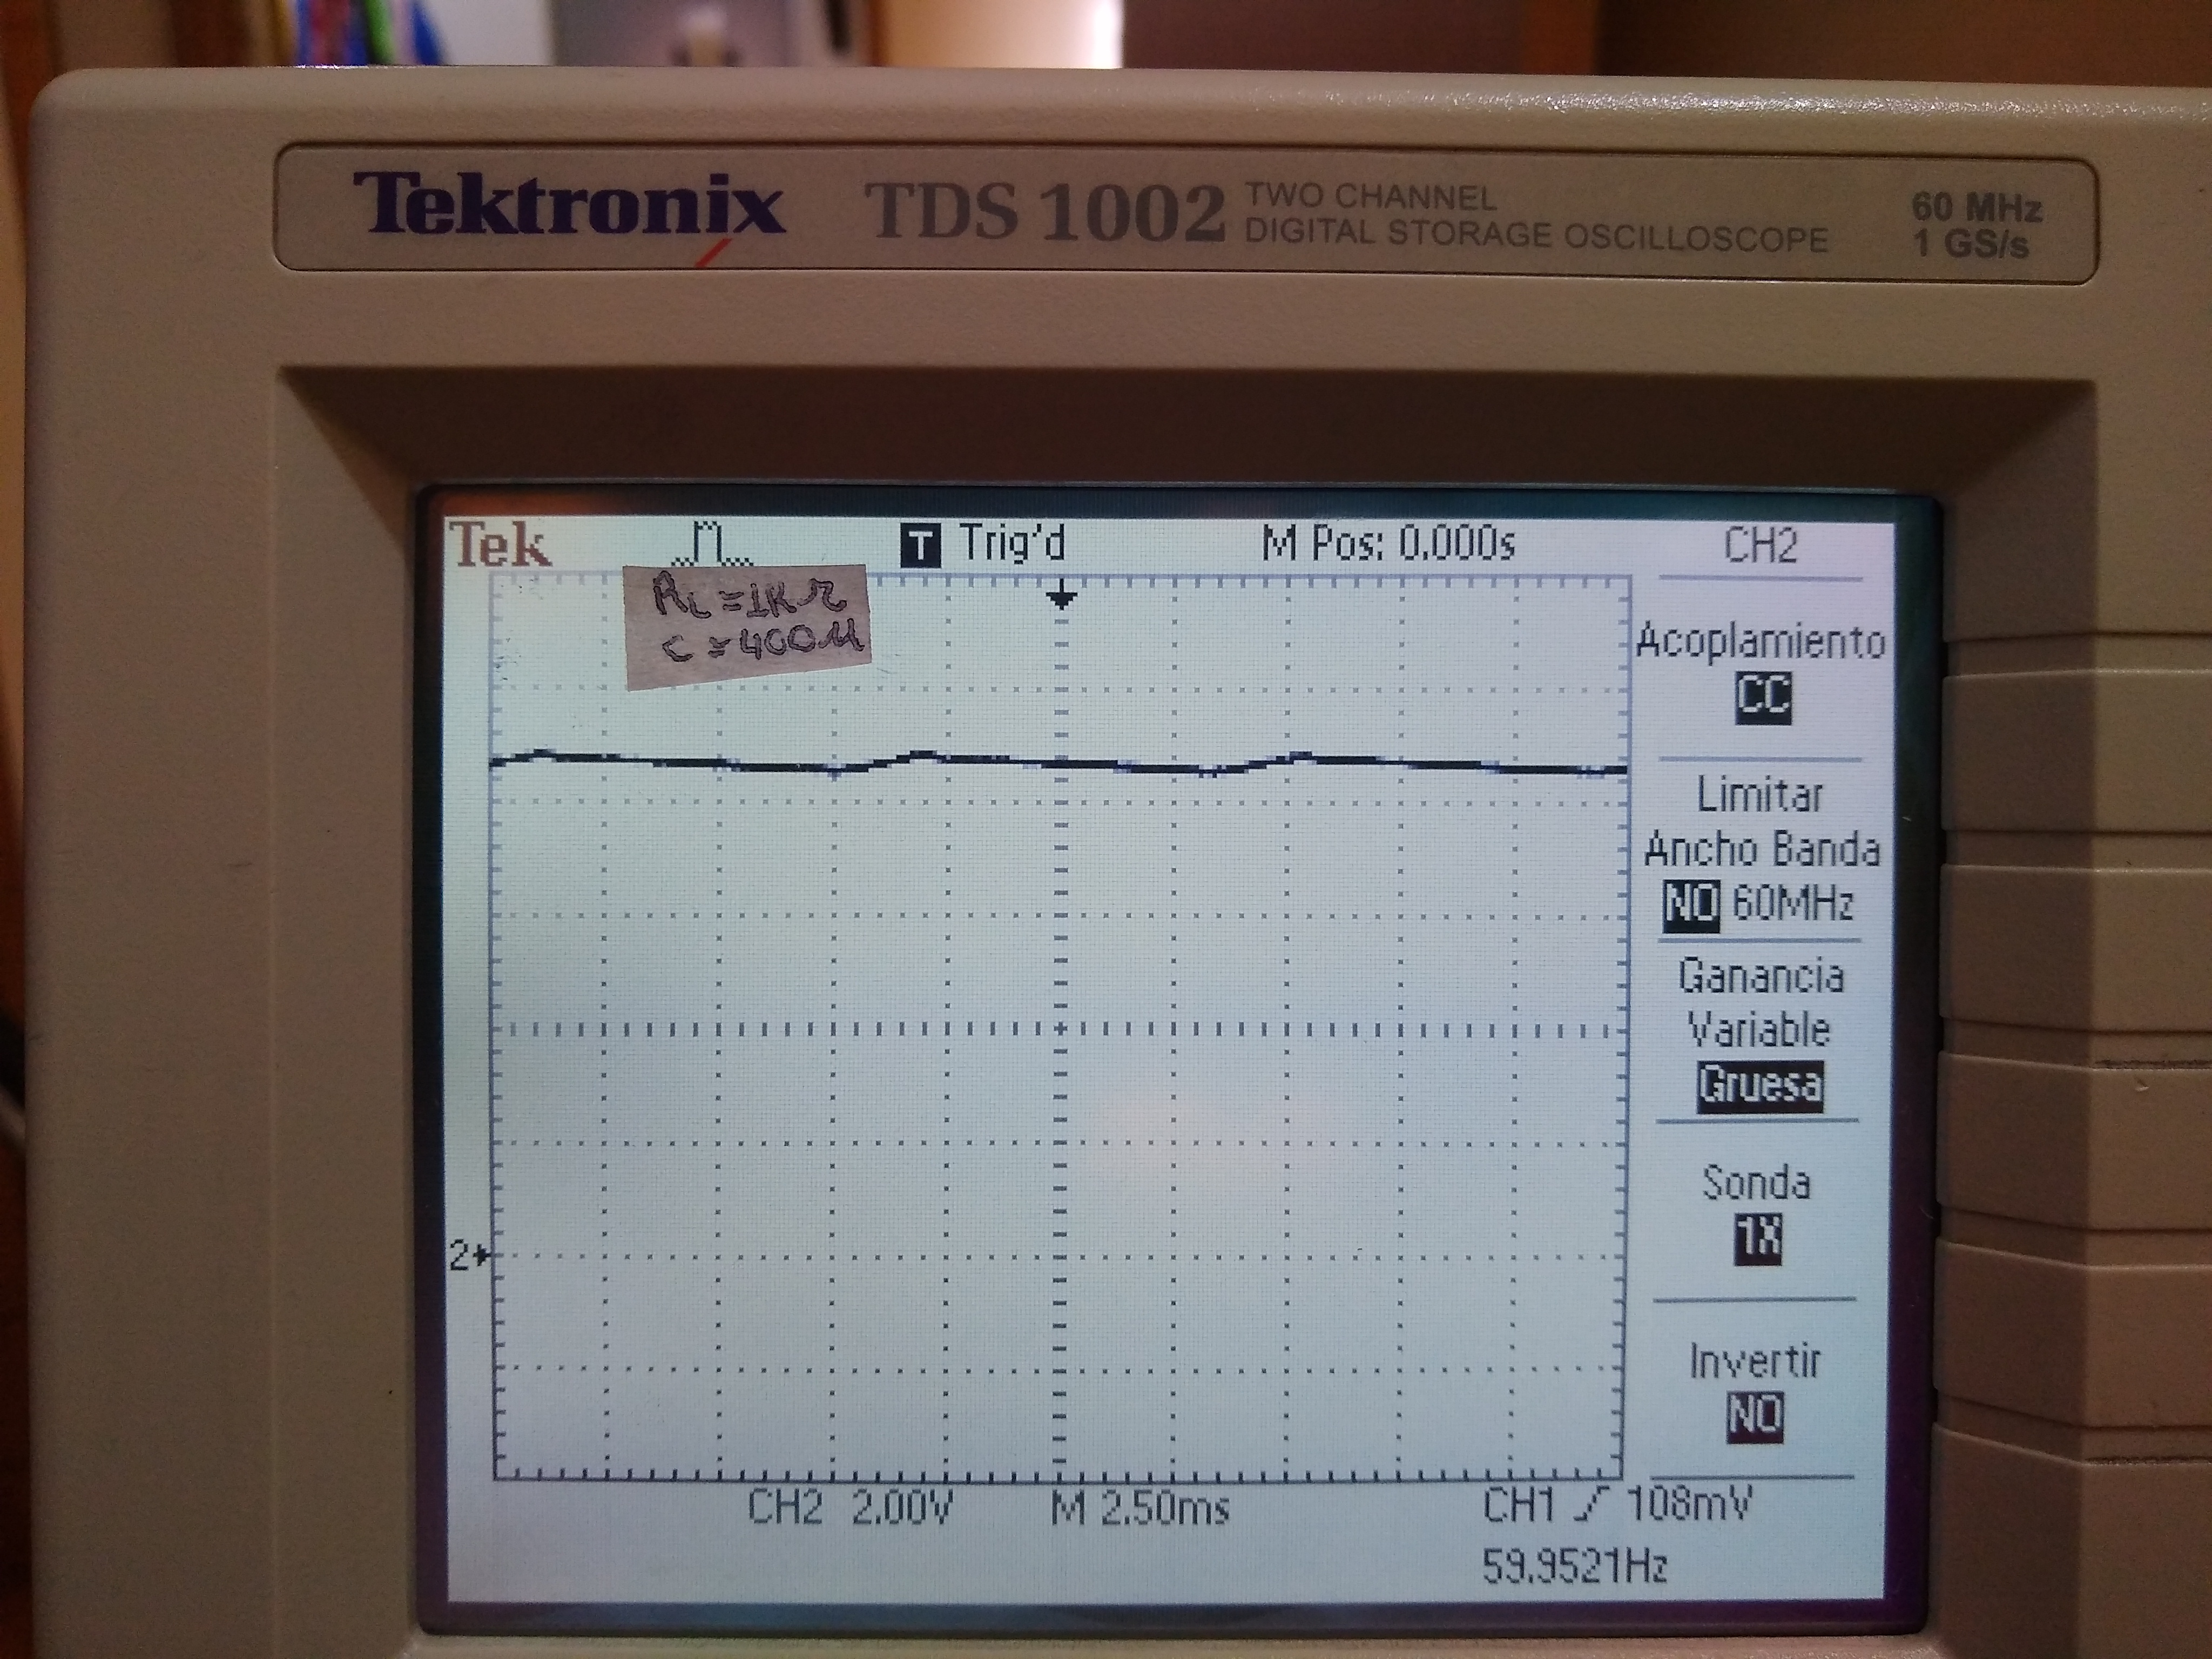 Tektronix TDS 1002 TWO CHANNEL
DIGITAL STORAGE OSCILLOSCOPE
60 MHz
1 GS/s
Tek T Trig'd M Pos: 0.000s CH2
RL = 1K Ω
C = 400µ
Acoplamiento
CC
Limitar
Ancho Banda
NO 60MHz
Ganancia
Variable
Gruesa
Sonda
1X
Invertir
NO
2
CH2 2.00V M 2.50ms CH1 108mV
59.9521Hz